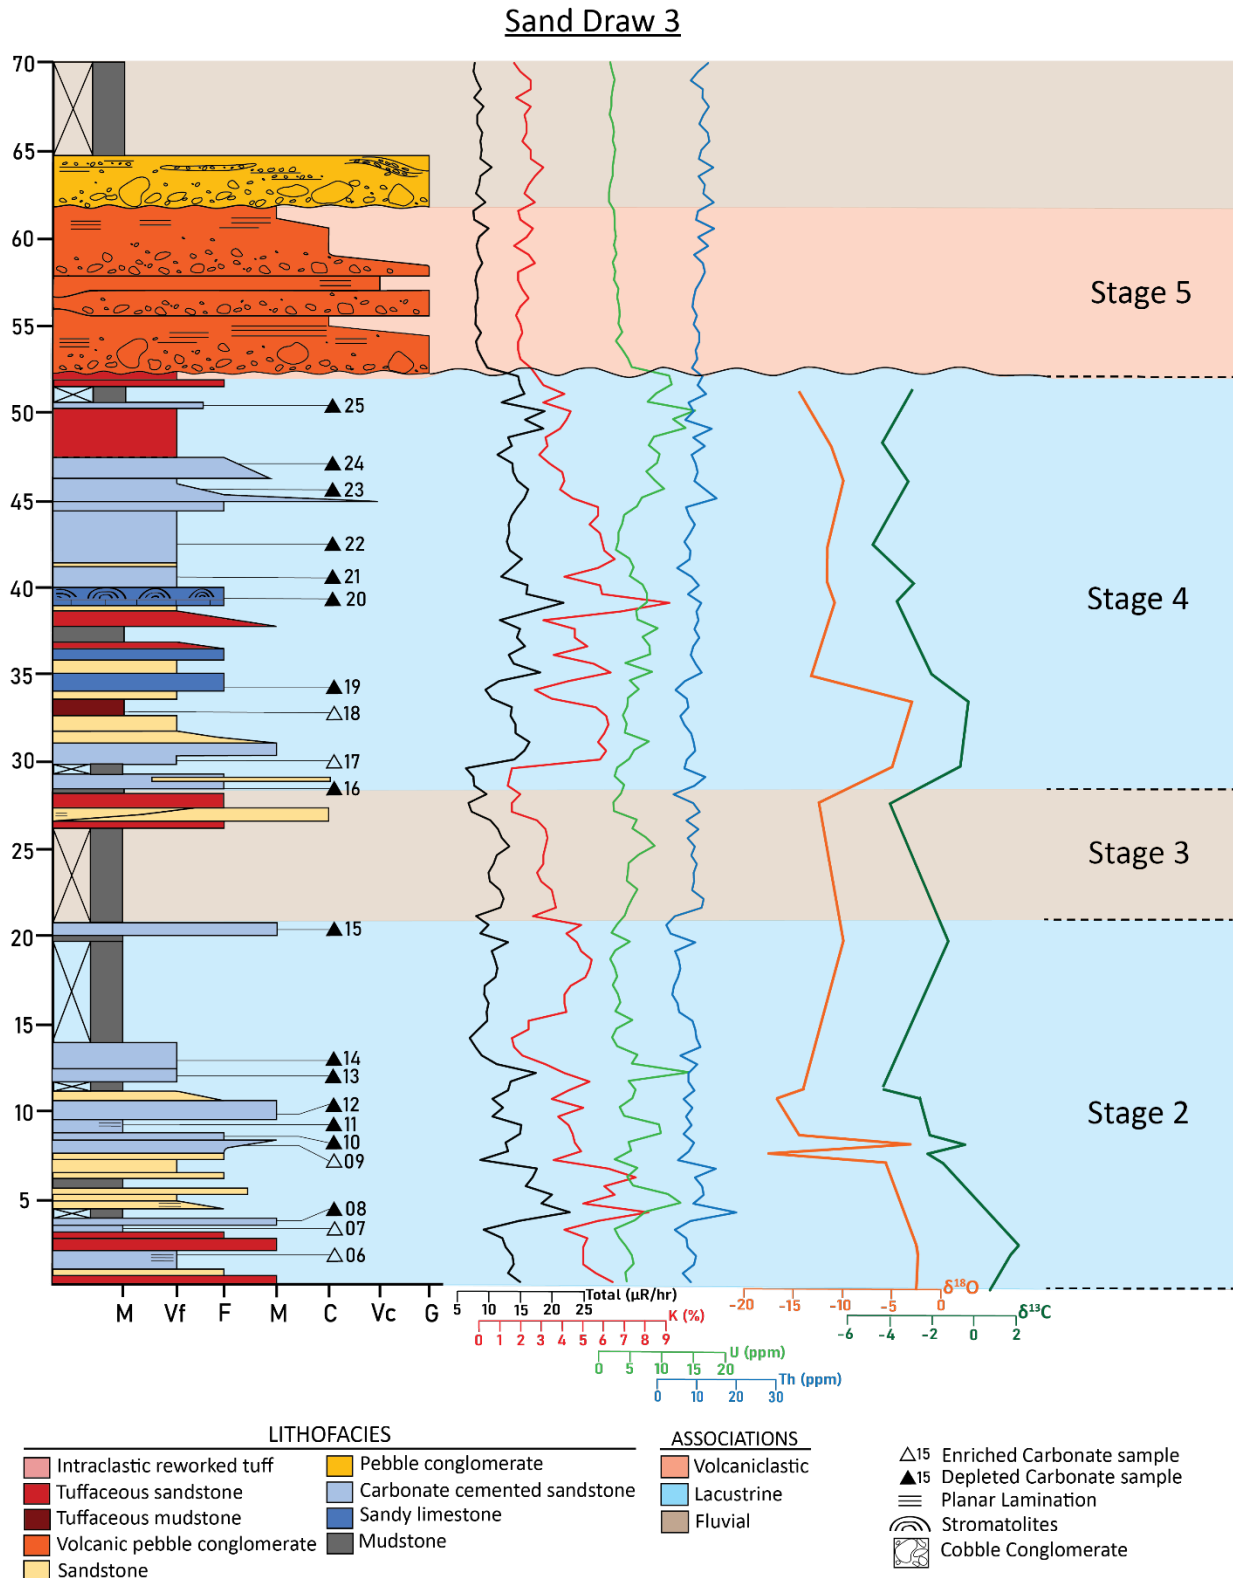 Sand Draw 3
70
65
60
Stage 5
55
50
25
24
23
45
22
21
40
20
Stage 4
35
19
18
30
17
16
25
Stage 3
20
15
15
14
13
12
10
11
10
Stage 2
09
5
08
07
06
M Vf F M C Vc G
Total (µR/hr)
5 10 15 20 25
K (%)
0 1 2 3 4 5 6 7 8 9
U (ppm)
0 5 10 15 20
Th (ppm)
0 10 20 30
δ18O
-20 -15 -10 -5 0
δ13C
-6 -4 -2 0 2
LITHOFACIES
Intraclastic reworked tuff
Tuffaceous sandstone
Tuffaceous mudstone
Volcanic pebble conglomerate
Sandstone
Pebble conglomerate
Carbonate cemented sandstone
Sandy limestone
Mudstone
ASSOCIATIONS
Volcaniclastic
Lacustrine
Fluvial
15 Enriched Carbonate sample
15 Depleted Carbonate sample
Planar Lamination
Stromatolites
Cobble Conglomerate